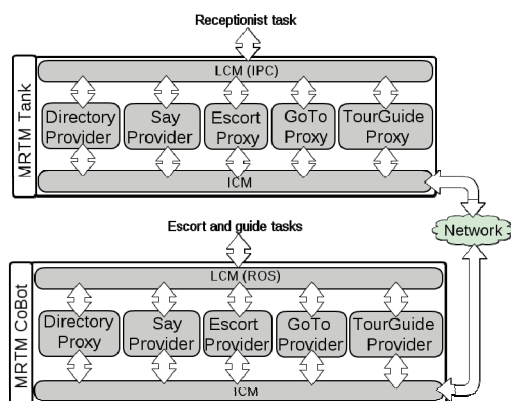 Receptionist task
MRTM Tank
LCM (IPC)
Directory Provider
Say Provider
Escort Proxy
GoTo Proxy
TourGuide Proxy
ICM
Network
Escort and guide tasks
MRTM CoBot
LCM (ROS)
Directory Proxy
Say Provider
Escort Provider
GoTo Provider
TourGuide Provider
ICM